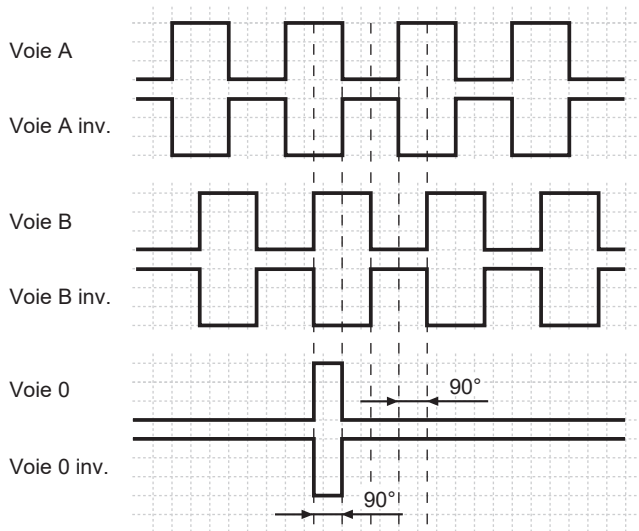 Voie A
Voie A inv.
Voie B
Voie B inv.
Voie 0
90°
Voie 0 inv.
90°